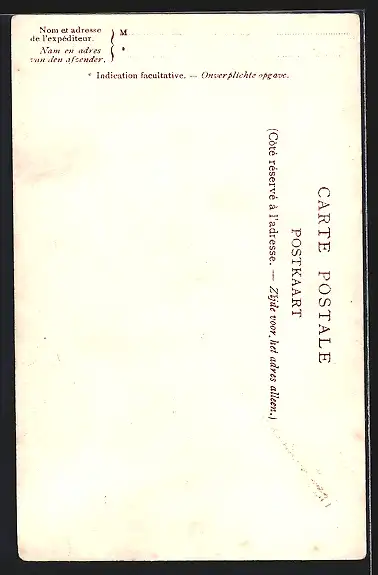 Nom et adresse
de l'expéditeur.
Nam en adres
van den afzender.
M
*
* Indication facultative. — Onverplichte opgave.
CARTE POSTALE
POSTKAART
(Côté réservé à l'adresse. — Zijde voor het adres alleen.)